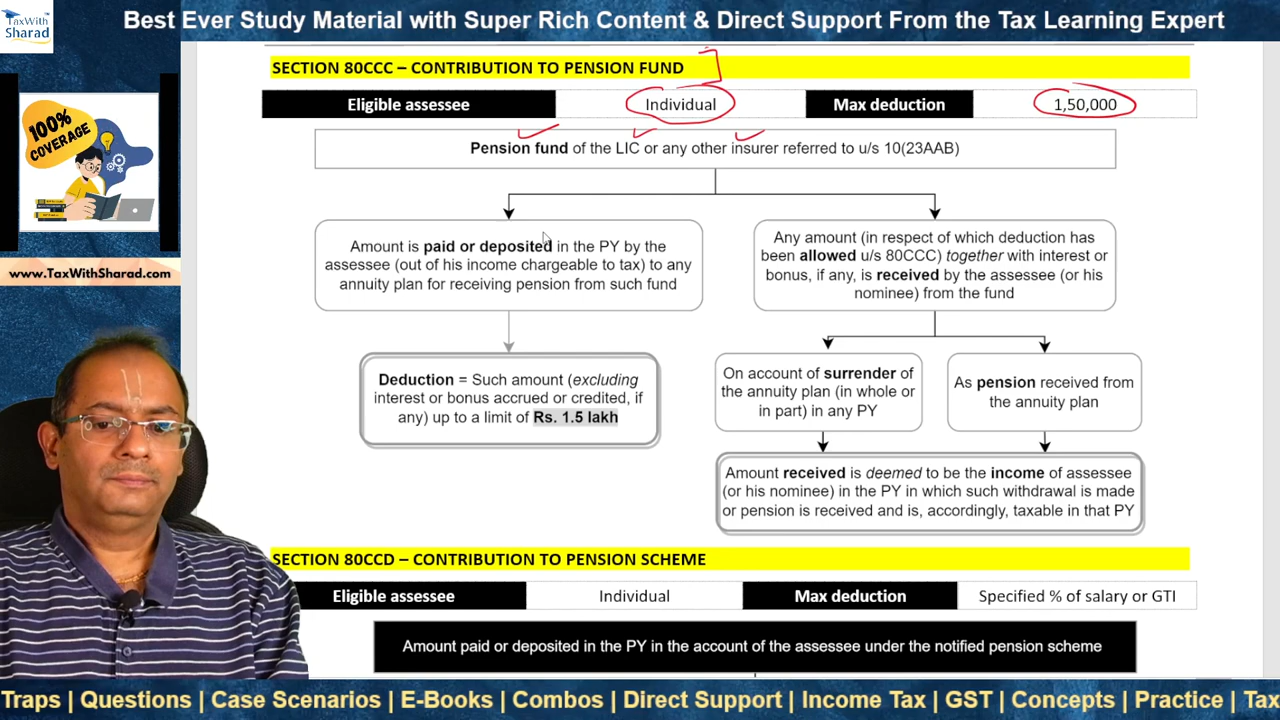 Best Ever Study Material with Super Rich Content & Direct Support From the Tax Learning Expert
TaxWith
Sharad
SECTION 80CCC – CONTRIBUTION TO PENSION FUND
Eligible assessee
Individual
Max deduction
1,50,000
Pension fund of the LIC or any other insurer referred to u/s 10(23AAB)
100%
COVERAGE
Amount is paid or deposited in the PY by the
assessee (out of his income chargeable to tax) to any
annuity plan for receiving pension from such fund
Any amount (in respect of which deduction has
been allowed u/s 80CCC) together with interest or
bonus, if any, is received by the assessee (or his
nominee) from the fund
www.TaxWithSharad.com
Deduction = Such amount (excluding
interest or bonus accrued or credited, if
any) up to a limit of Rs. 1.5 lakh
On account of surrender of
the annuity plan (in whole or
in part) in any PY
As pension received from
the annuity plan
Amount received is deemed to be the income of assessee
(or his nominee) in the PY in which such withdrawal is made
or pension is received and is, accordingly, taxable in that PY
SECTION 80CCD – CONTRIBUTION TO PENSION SCHEME
Eligible assessee
Individual
Max deduction
Specified % of salary or GTI
Amount paid or deposited in the PY in the account of the assessee under the notified pension scheme
Traps | Questions | Case Scenarios | E-Books | Combos | Direct Support | Income Tax | GST | Concepts | Practice | Tax